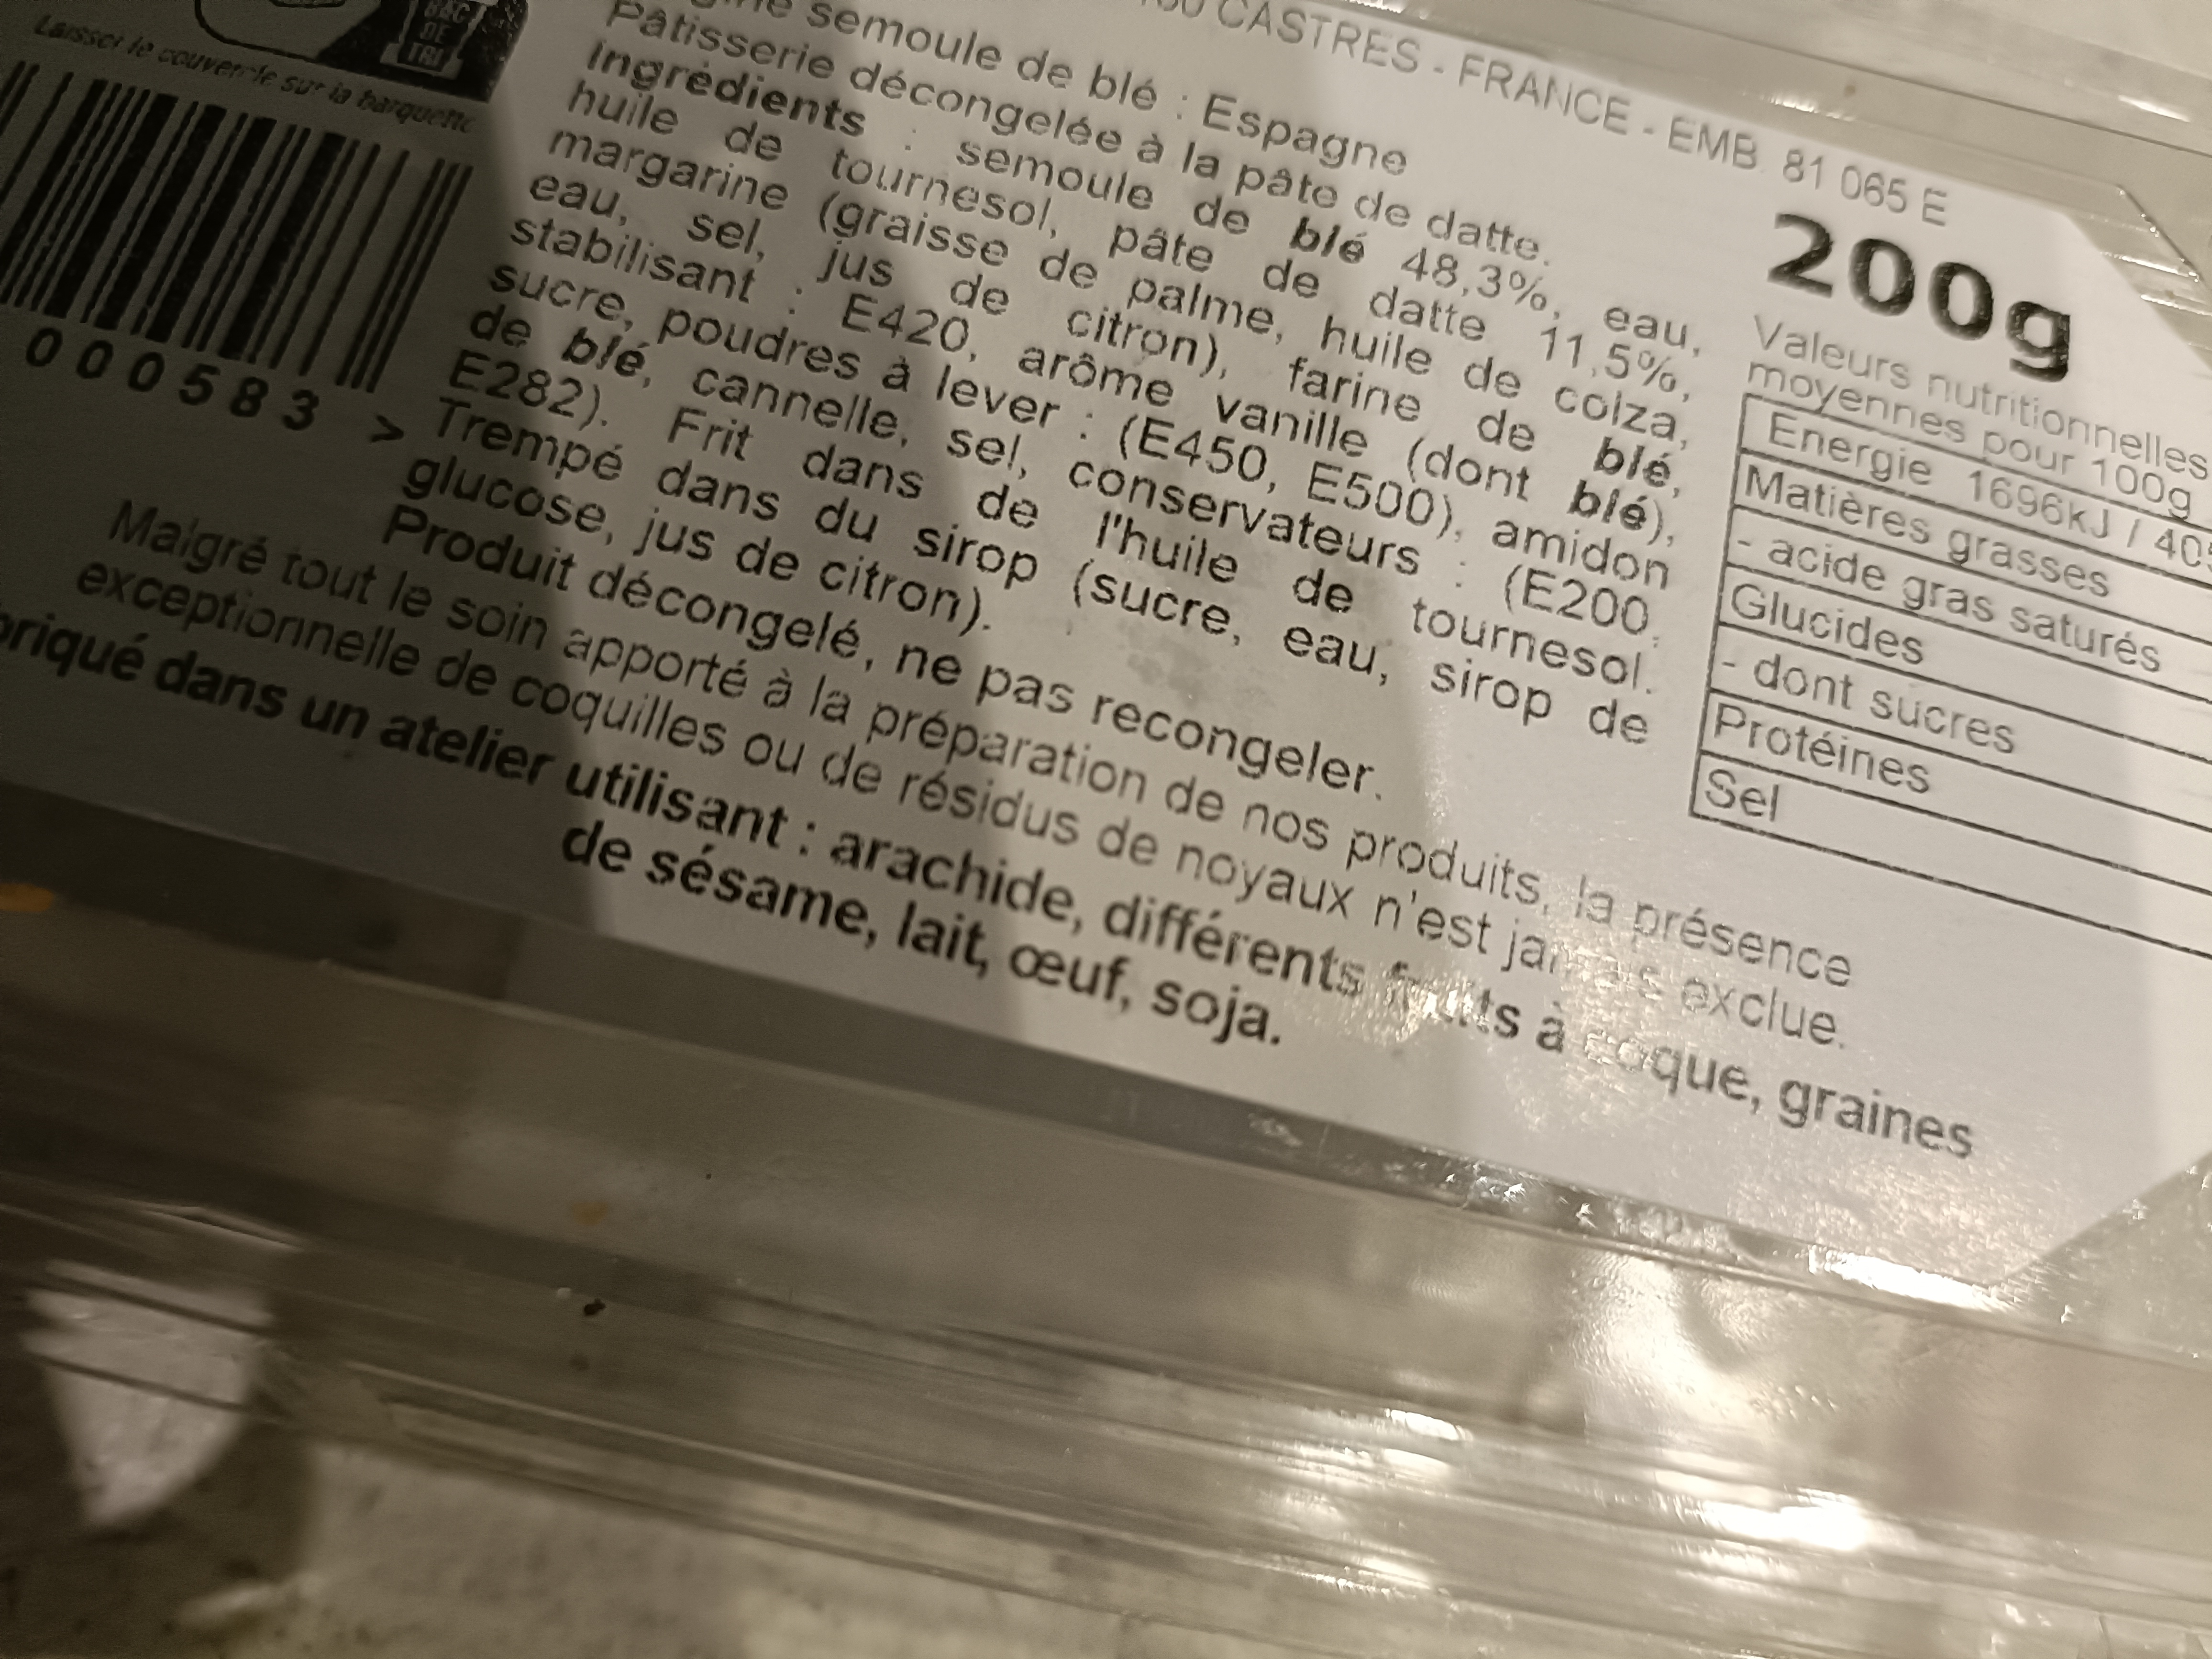 BAC
DE
TRI
Laisser le couvercle sur la barquette
000583 >
CASTRES - FRANCE - EMB. 81 065 E
semoule de blé : Espagne
Pâtisserie décongelée à la pâte de datte.
Ingrédients : semoule de blé 48,3%, eau,
huile de tournesol, pâte de datte 11,5%,
margarine (graisse de palme, huile de colza,
eau, sel, jus de citron), farine de blé,
stabilisant : E420, arôme vanille (dont blé),
sucre, poudres à lever : (E450, E500), amidon
de blé, cannelle, sel, conservateurs : (E200,
E282). Frit dans de l'huile de tournesol.
Trempé dans du sirop (sucre, eau, sirop de
glucose, jus de citron).
Produit décongelé, ne pas recongeler.
Malgré tout le soin apporté à la préparation de nos produits, la présence
exceptionnelle de coquilles ou de résidus de noyaux n'est jamais exclue.
briqué dans un atelier utilisant : arachide, différents fruits à coque, graines
de sésame, lait, œuf, soja.
200g
Valeurs nutritionnelles
moyennes pour 100g
Energie 1696kJ / 40
Matières grasses
- acide gras saturés
Glucides
- dont sucres
Protéines
Sel